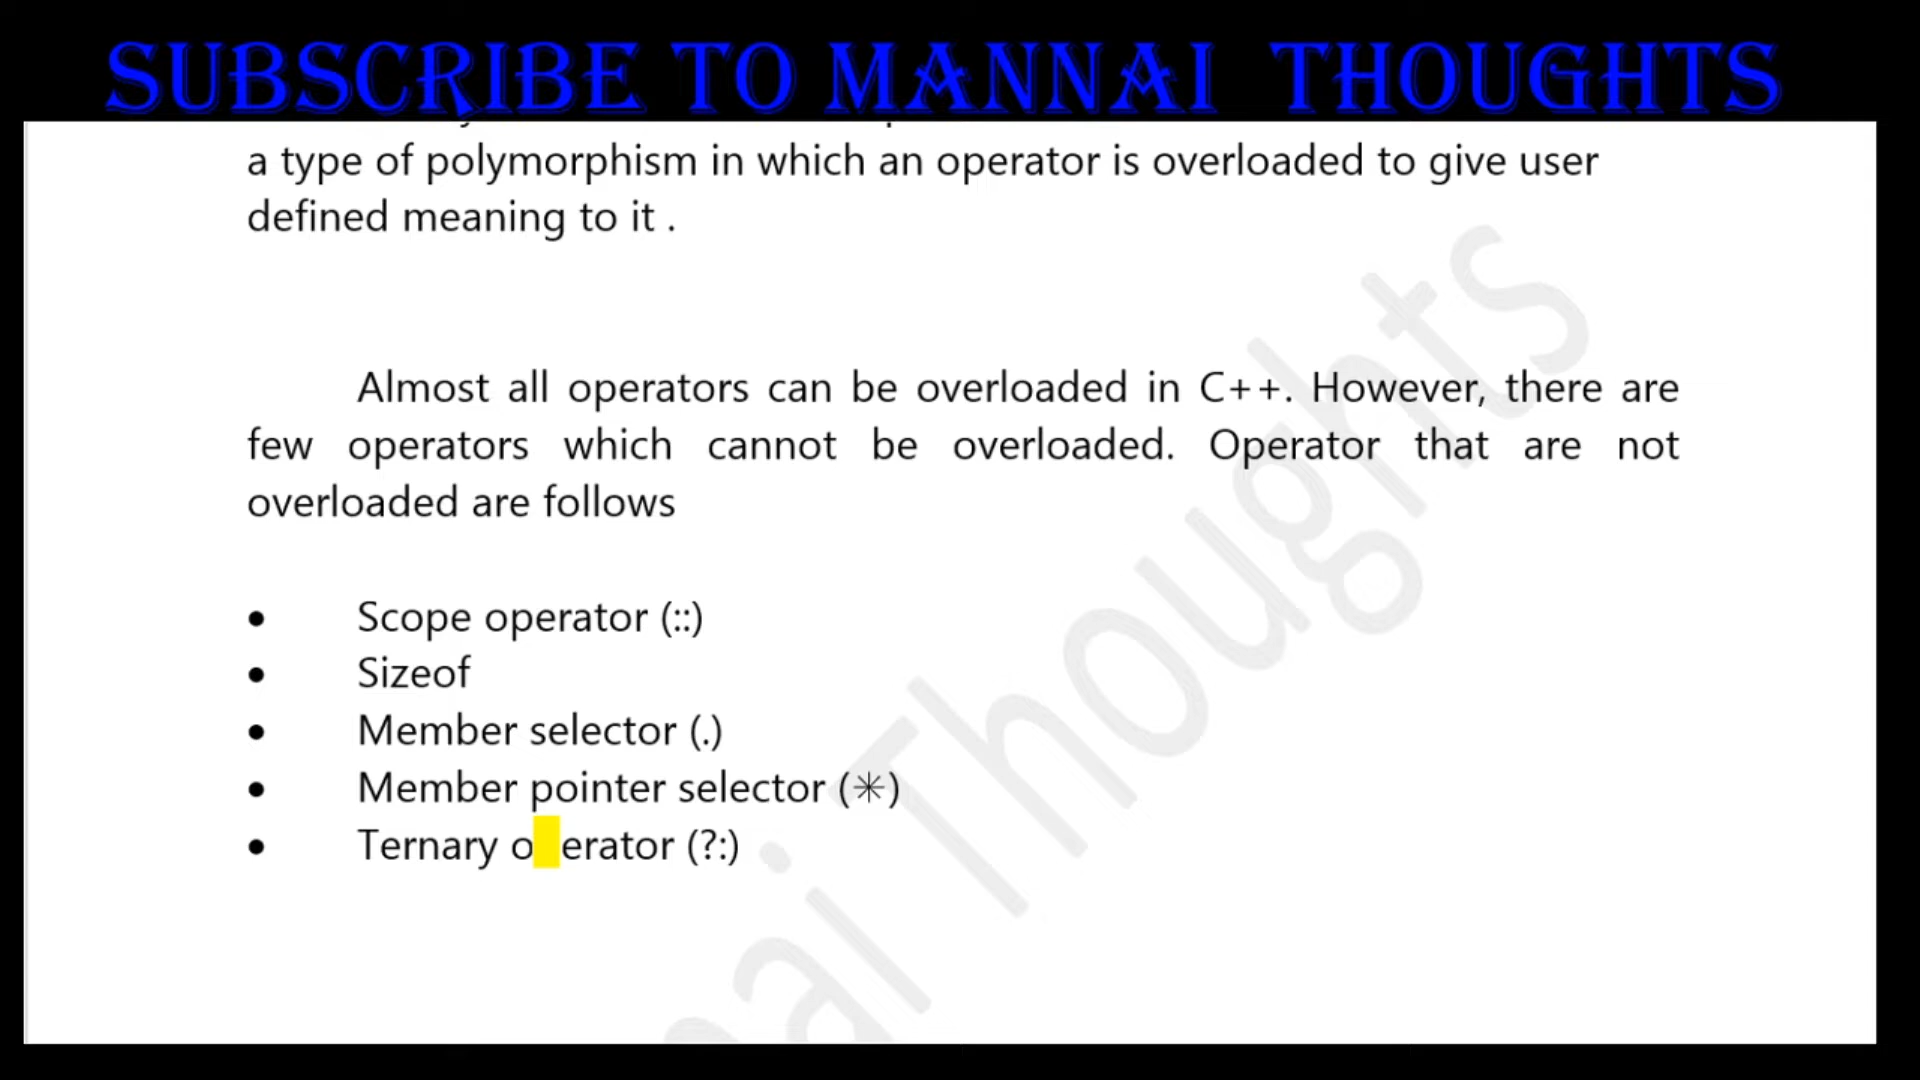 SUBSCRIBE TO MANNAI THOUGHTS
a type of polymorphism in which an operator is overloaded to give user
defined meaning to it .
Almost all operators can be overloaded in C++. However, there are
few operators which cannot be overloaded. Operator that are not
overloaded are follows
• Scope operator (::)
• Sizeof
• Member selector (.)
• Member pointer selector (*)
• Ternary o erator (?:)
nai Thoughts